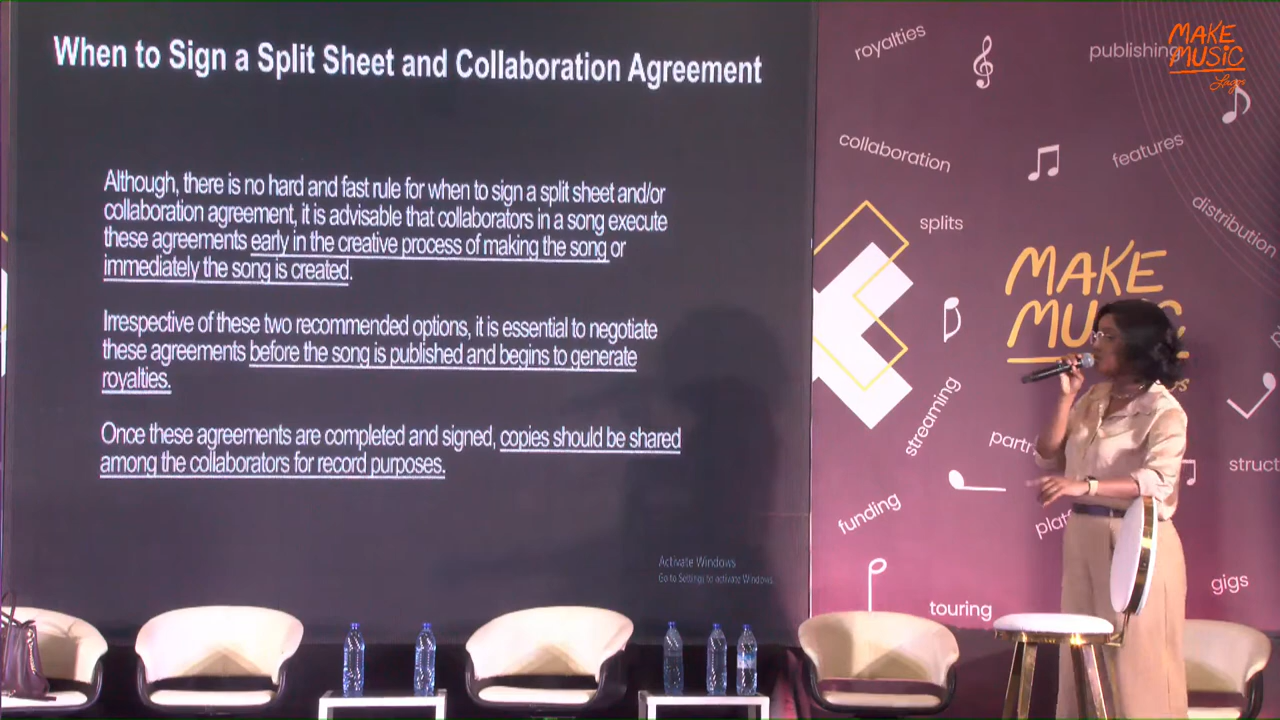 When to Sign a Split Sheet and Collaboration Agreement
Although, there is no hard and fast rule for when to sign a split sheet and/or
collaboration agreement, it is advisable that collaborators in a song execute
these agreements early in the creative process of making the song or
immediately the song is created.
Irrespective of these two recommended options, it is essential to negotiate
these agreements before the song is published and begins to generate
royalties.
Once these agreements are completed and signed, copies should be shared
among the collaborators for record purposes.
Activate Windows
Go to Settings to activate Windows.
royalties
publishing
MAKE
MUSIC
Lagos
collaboration
features
splits
distribution
MAKE
streaming
funding
touring
gigs